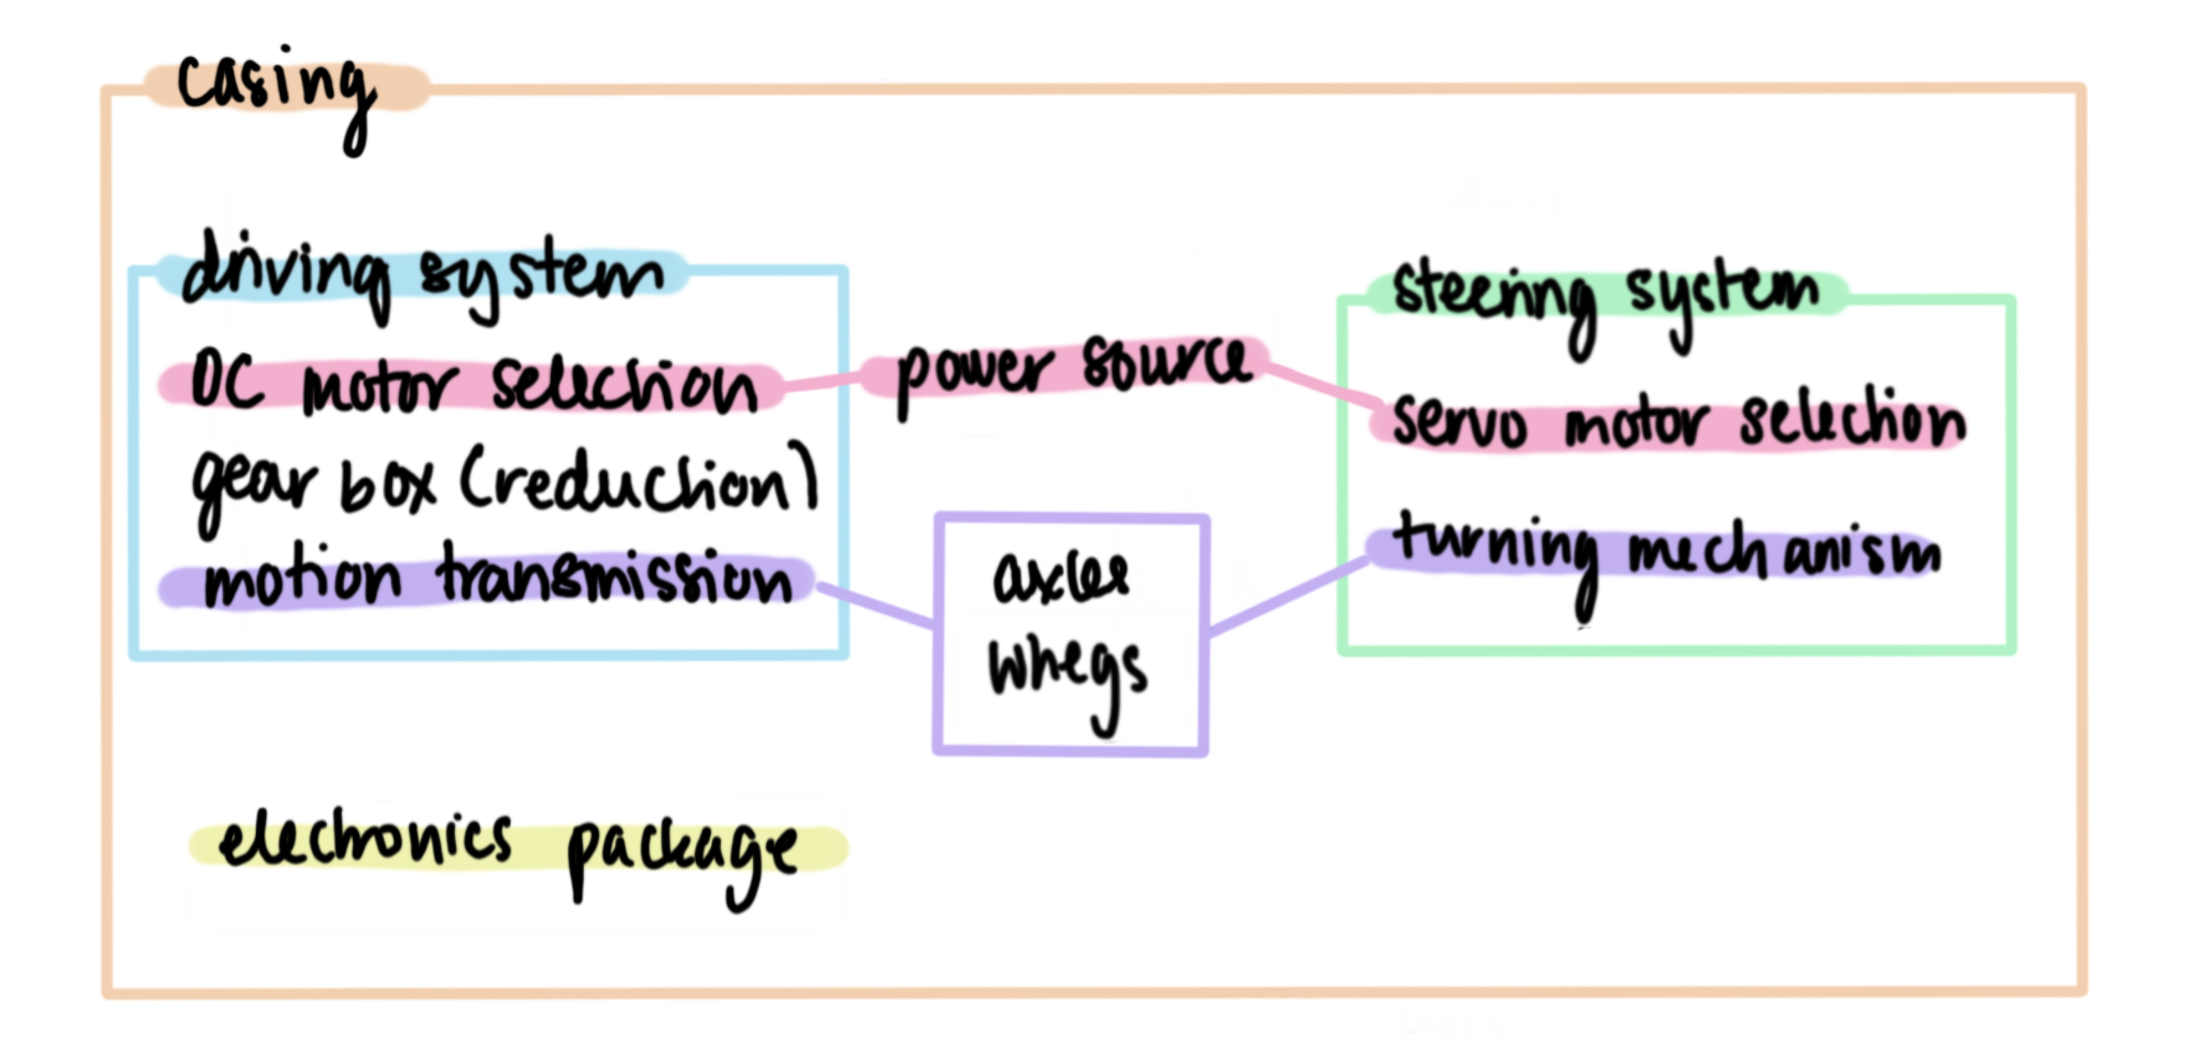 casing
driving system
DC motor selection
gear box (reduction)
motion transmission
power source
axles
whegs
steering system
servo motor selection
turning mechanism
electronics package